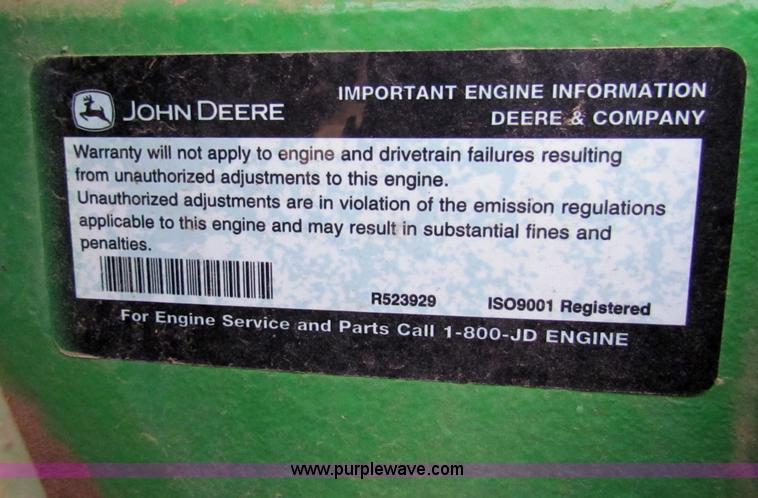 JOHN DEERE
IMPORTANT ENGINE INFORMATION
DEERE & COMPANY
Warranty will not apply to engine and drivetrain failures resulting
from unauthorized adjustments to this engine.
Unauthorized adjustments are in violation of the emission regulations
applicable to this engine and may result in substantial fines and
penalties.
R523929 ISO9001 Registered
For Engine Service and Parts Call 1-800-JD ENGINE
www.purplewave.com